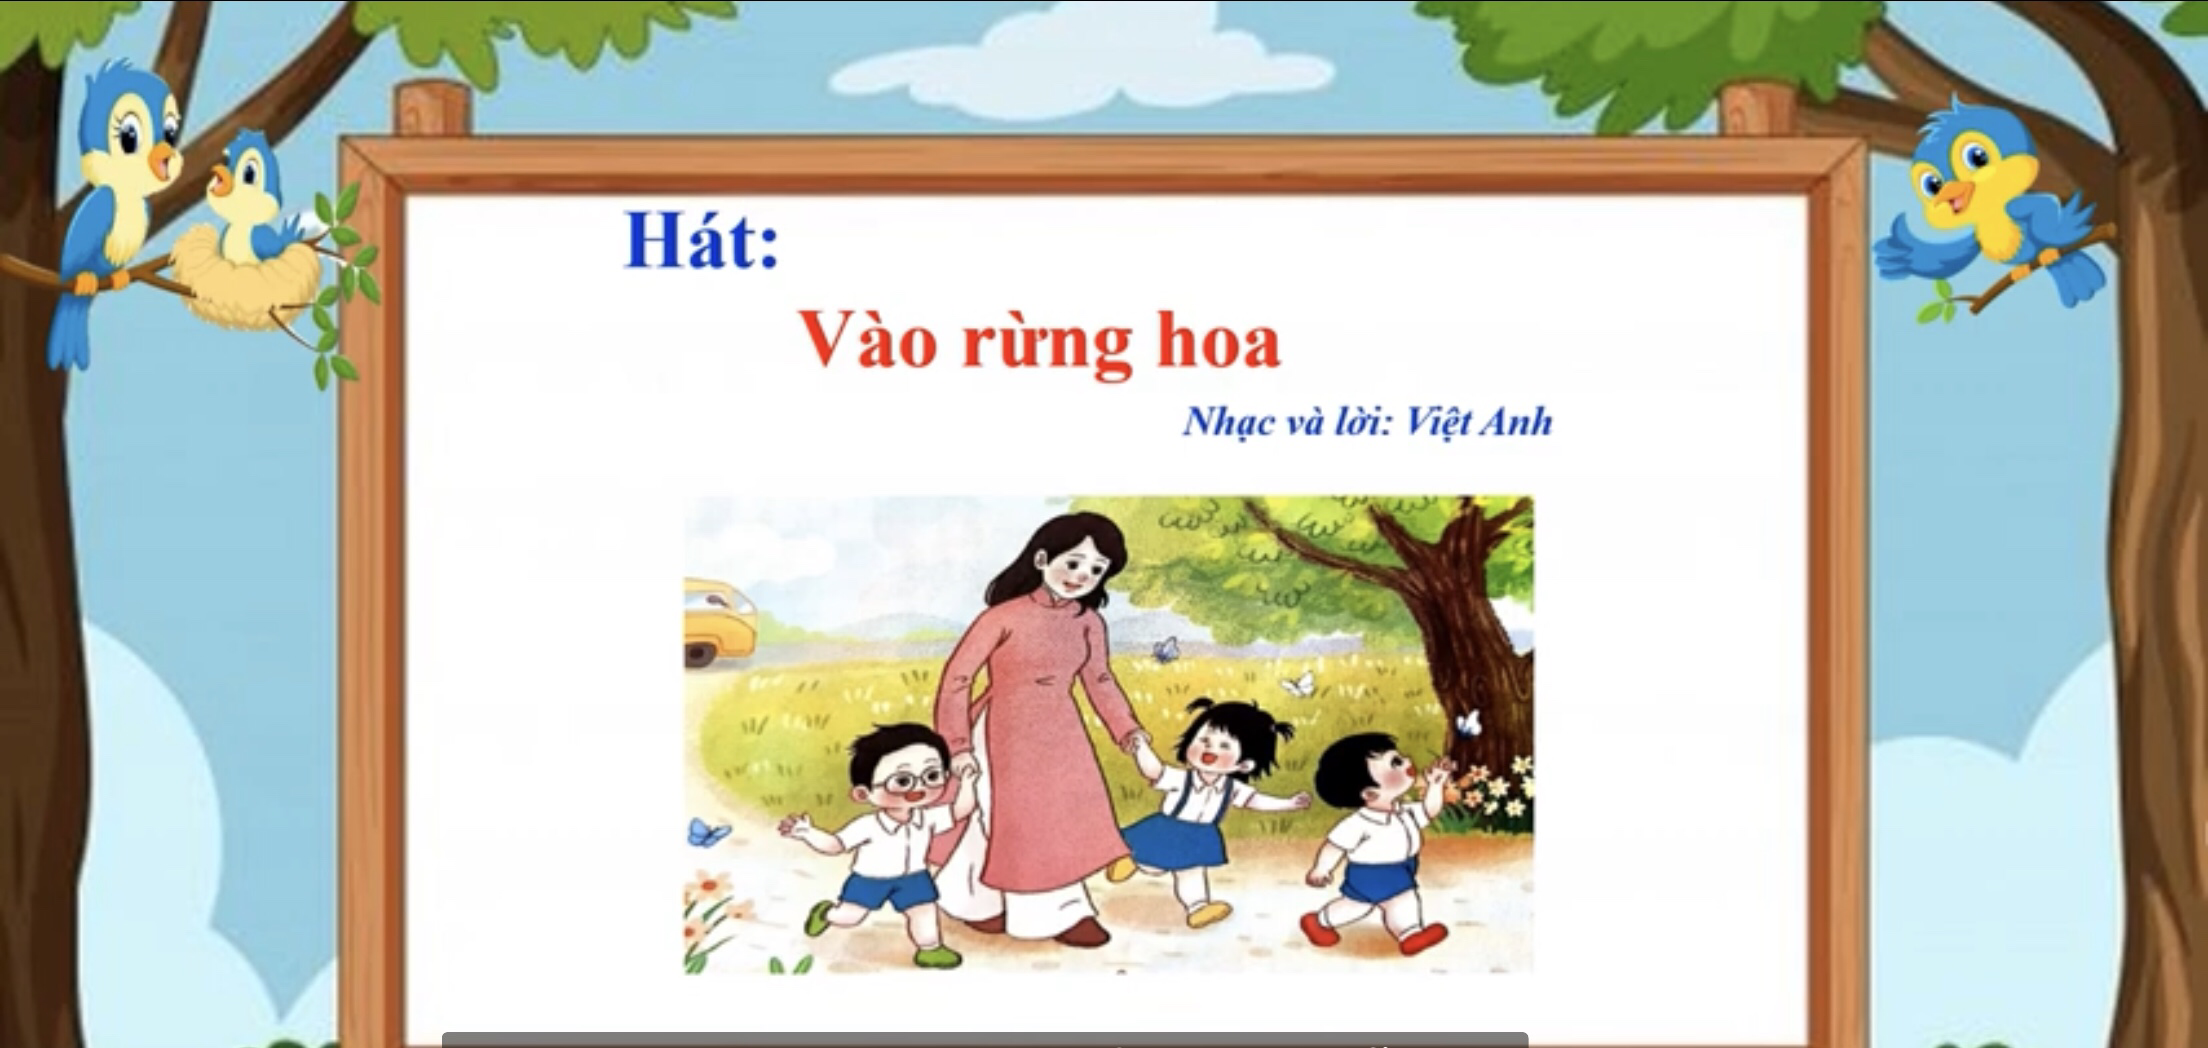 Hát:
Vào rừng hoa
Nhạc và lời: Việt Anh